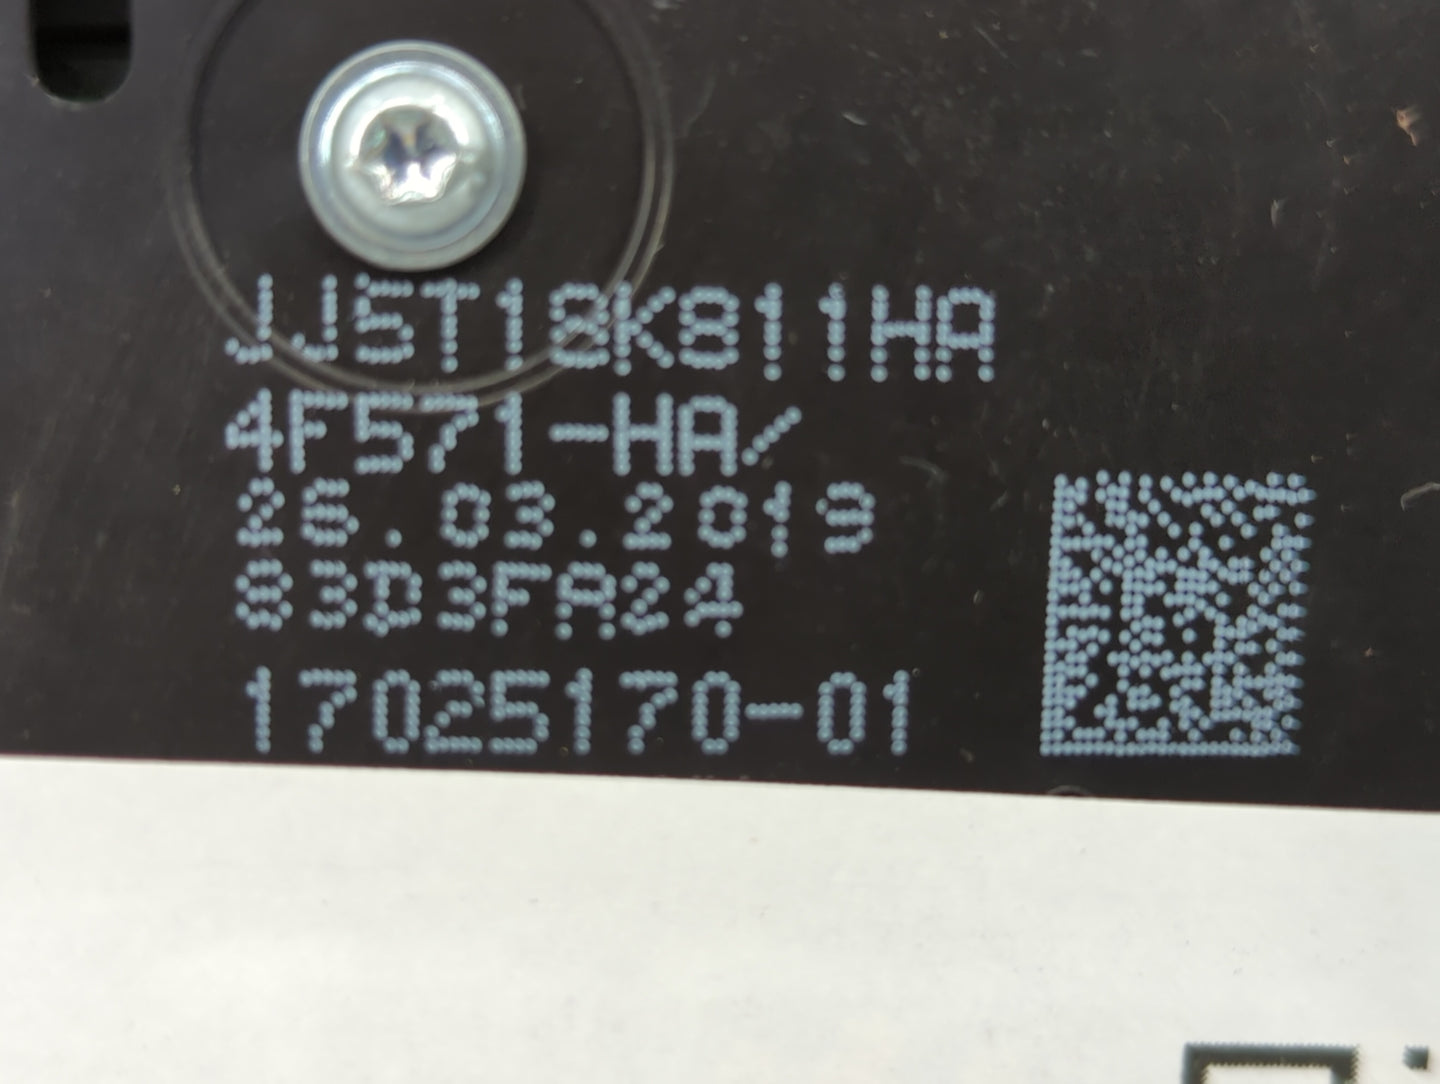 JJ5T18K811HA
4F571-HA/
26.03.2019
83D3FA24
17025170-01